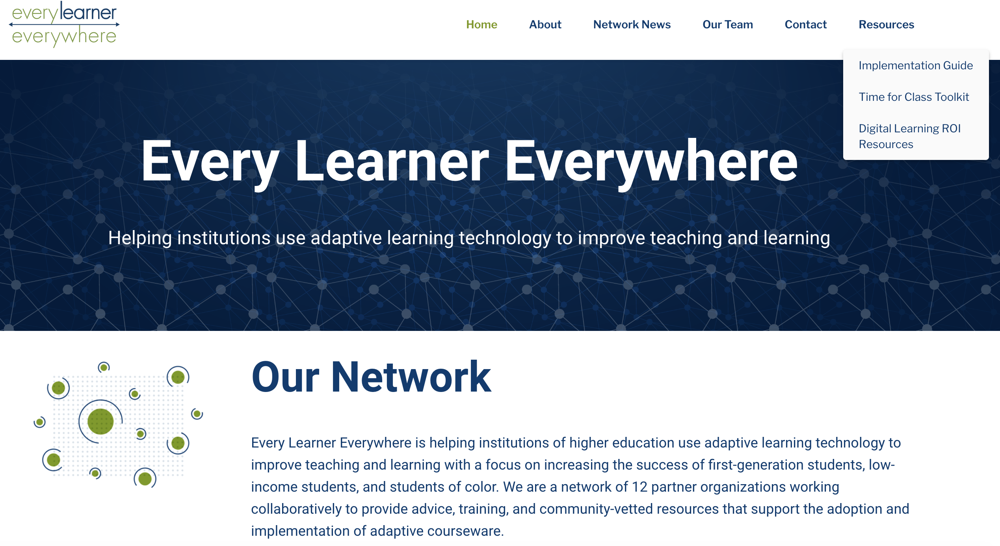 everylearner
everywhere
Home About Network News Our Team Contact Resources
Implementation Guide
Time for Class Toolkit
Digital Learning ROI
Resources
Every Learner Everywhere
Helping institutions use adaptive learning technology to improve teaching and learning
Our Network
Every Learner Everywhere is helping institutions of higher education use adaptive learning technology to
improve teaching and learning with a focus on increasing the success of first-generation students, low-
income students, and students of color. We are a network of 12 partner organizations working
collaboratively to provide advice, training, and community-vetted resources that support the adoption and
implementation of adaptive courseware.